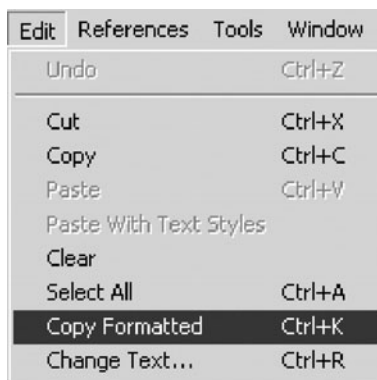 Edit References Tools Window
Undo Ctrl+Z
Cut Ctrl+X
Copy Ctrl+C
Paste Ctrl+V
Paste With Text Styles
Clear
Select All Ctrl+A
Copy Formatted Ctrl+K
Change Text... Ctrl+R